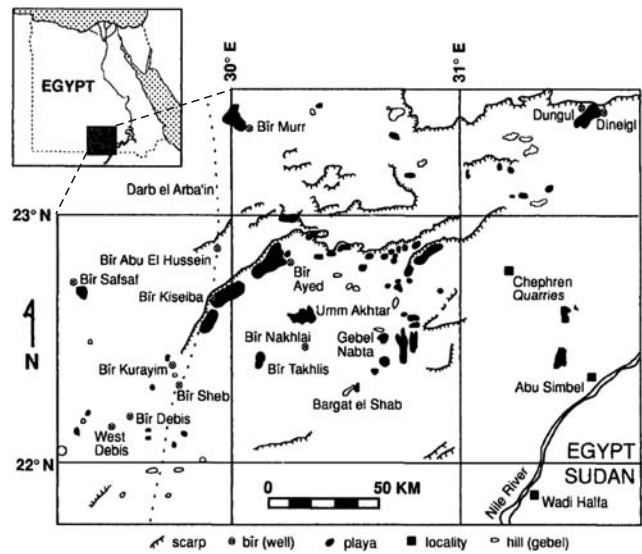 EGYPT
30° E
31° E
Dungul
Dineigl
Bîr Murr
Darb el Arba'in
23° N
Bîr Abu El Hussein
Bîr Safsaf
Bîr Kiseiba
Bîr
Ayed
Chephren
Quarries
Umm Akhtar
N
Bîr Nakhlai
Gebel
Nabta
Bîr Kurayim
Bîr Takhlis
Bîr Sheb
Abu Simbel
Bargat el Shab
Bîr Debis
West
Debis
22° N
EGYPT
SUDAN
0
50 KM
Nile River
Wadi Halfa
scarp
bîr (well)
playa
locality
hill (gebel)